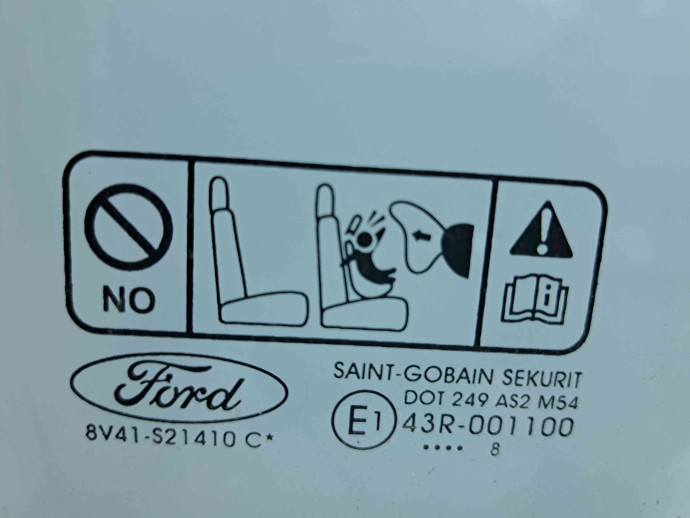 NO
Ford
8V41-S21410 C*
SAINT-GOBAIN SEKURIT
DOT 249 AS2 M54
E1 43R-001100
.... 8